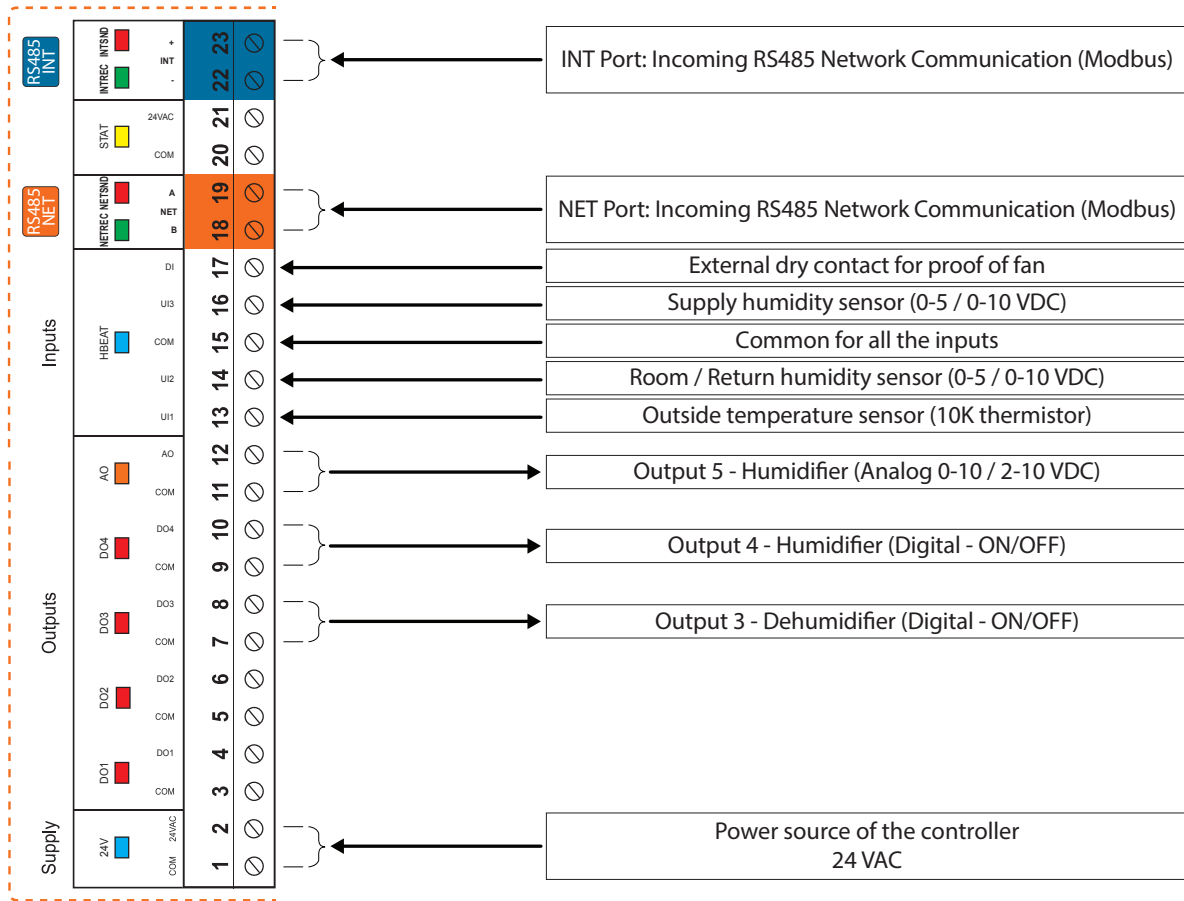 RS485
INT
INTREC INTSND
+
INT
-
23
22
INT Port: Incoming RS485 Network Communication (Modbus)
STAT
24VAC
COM
21
20
RS485
NET
NETREC NETSND
A
NET
B
19
18
NET Port: Incoming RS485 Network Communication (Modbus)
Inputs
HBEAT
DI
17
External dry contact for proof of fan
UI3
16
Supply humidity sensor (0-5 / 0-10 VDC)
COM
15
Common for all the inputs
UI2
14
Room / Return humidity sensor (0-5 / 0-10 VDC)
UI1
13
Outside temperature sensor (10K thermistor)
Outputs
AO
AO
12
COM
11
Output 5 - Humidifier (Analog 0-10 / 2-10 VDC)
DO4
DO4
10
COM
9
Output 4 - Humidifier (Digital - ON/OFF)
DO3
DO3
8
COM
7
Output 3 - Dehumidifier (Digital - ON/OFF)
DO2
DO2
6
COM
5
DO1
DO1
4
COM
3
Supply
24V
24VAC
2
COM
1
Power source of the controller
24 VAC